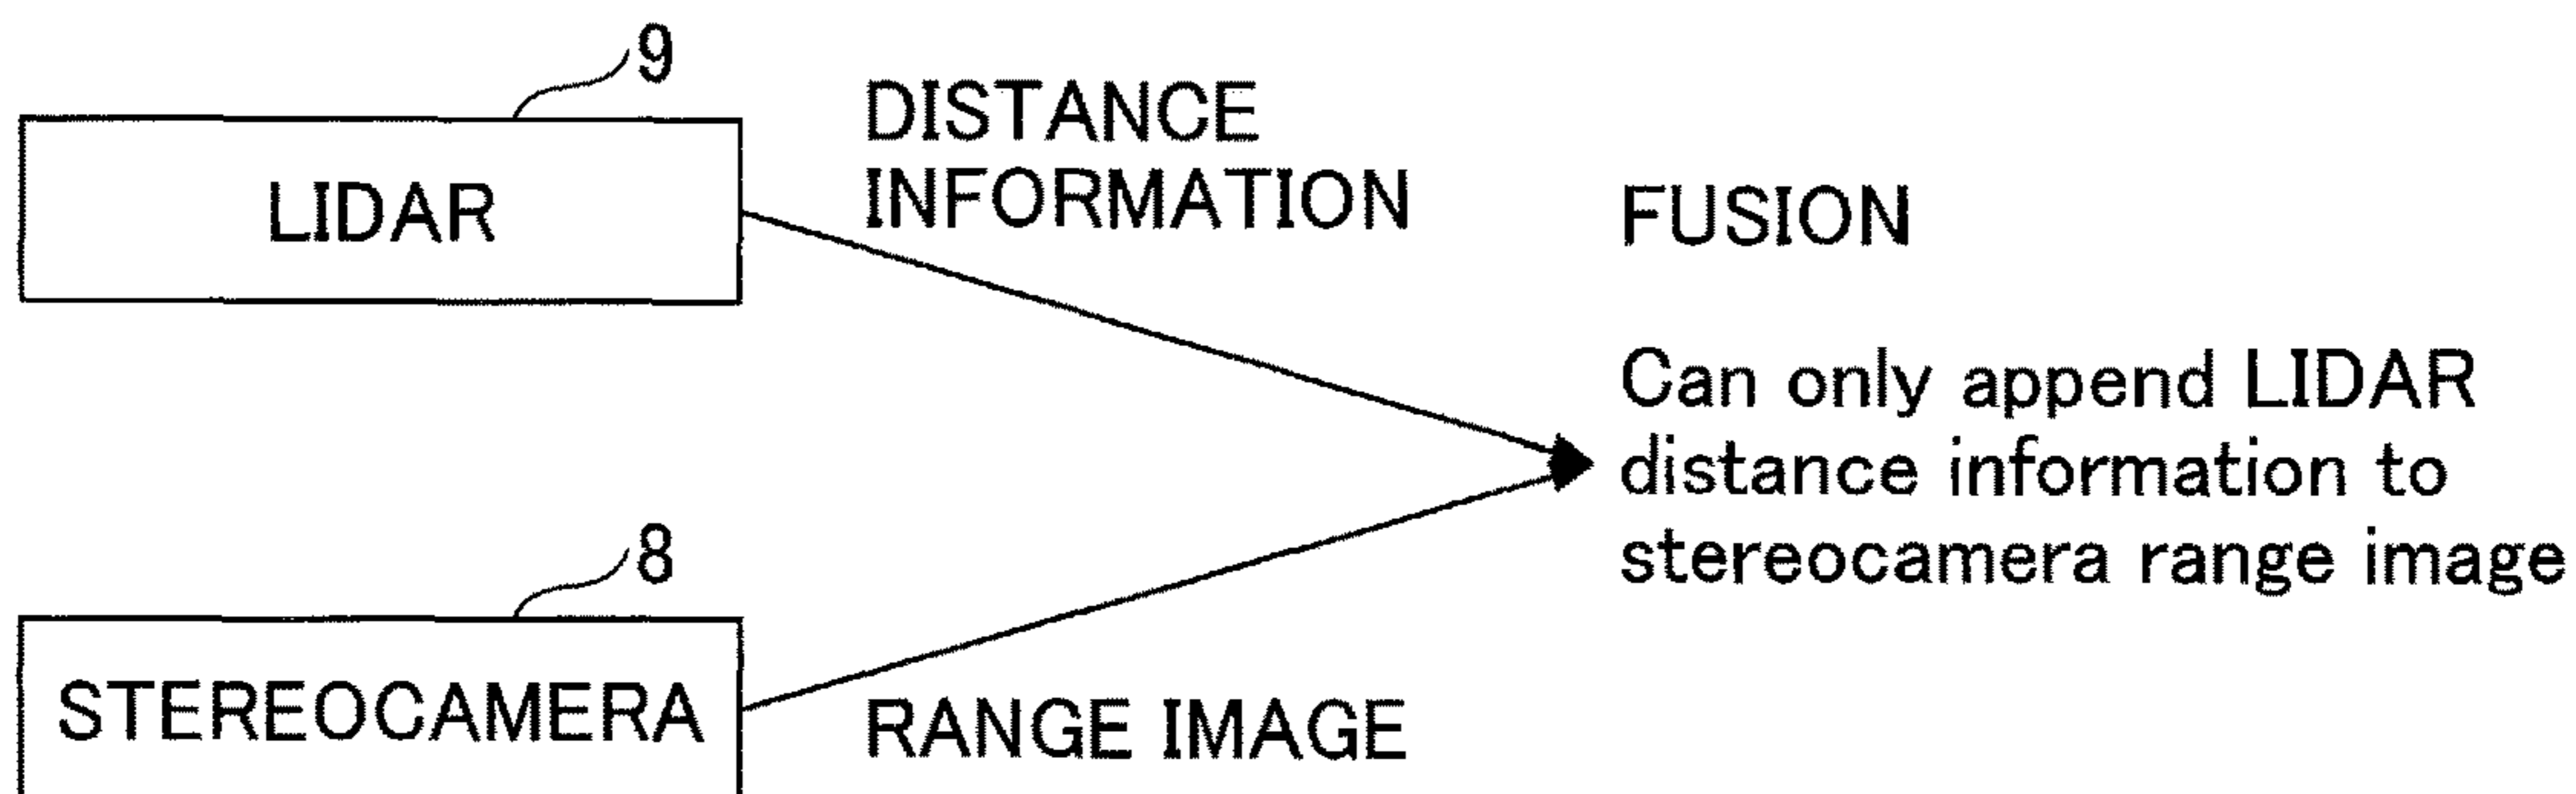 9
LIDAR
DISTANCE
INFORMATION
FUSION
Can only append LIDAR
distance information to
stereocamera range image
8
STEREOCAMERA
RANGE IMAGE